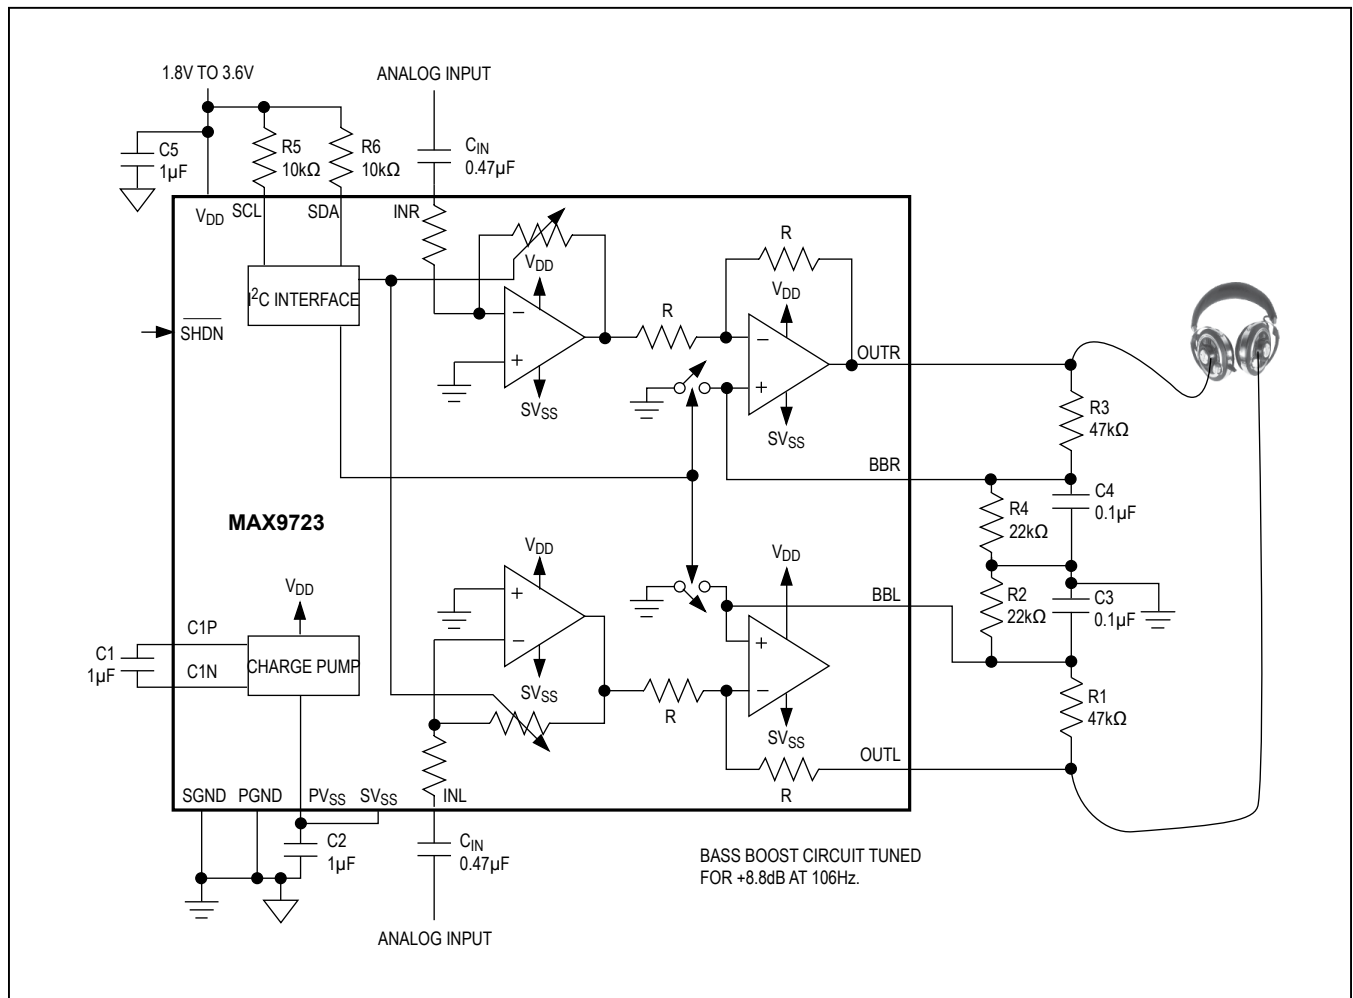 1.8V TO 3.6V
ANALOG INPUT
C5
1µF
R5
10kΩ
R6
10kΩ
CIN
0.47µF
VDD
SCL
SDA
INR
I2C INTERFACE
SHDN
VDD
−
+
SVSS
R
R
VDD
−
+
SVSS
OUTR
R3
47kΩ
BBR
C4
0.1µF
R4
22kΩ
MAX9723
VDD
+
−
SVSS
VDD
+
−
SVSS
BBL
R2
22kΩ
C3
0.1µF
R1
47kΩ
VDD
C1P
C1
1µF
C1N
CHARGE PUMP
R
OUTL
R
SGND
PGND
PVSS
SVSS
INL
C2
1µF
CIN
0.47µF
BASS BOOST CIRCUIT TUNED
FOR +8.8dB AT 106Hz.
ANALOG INPUT